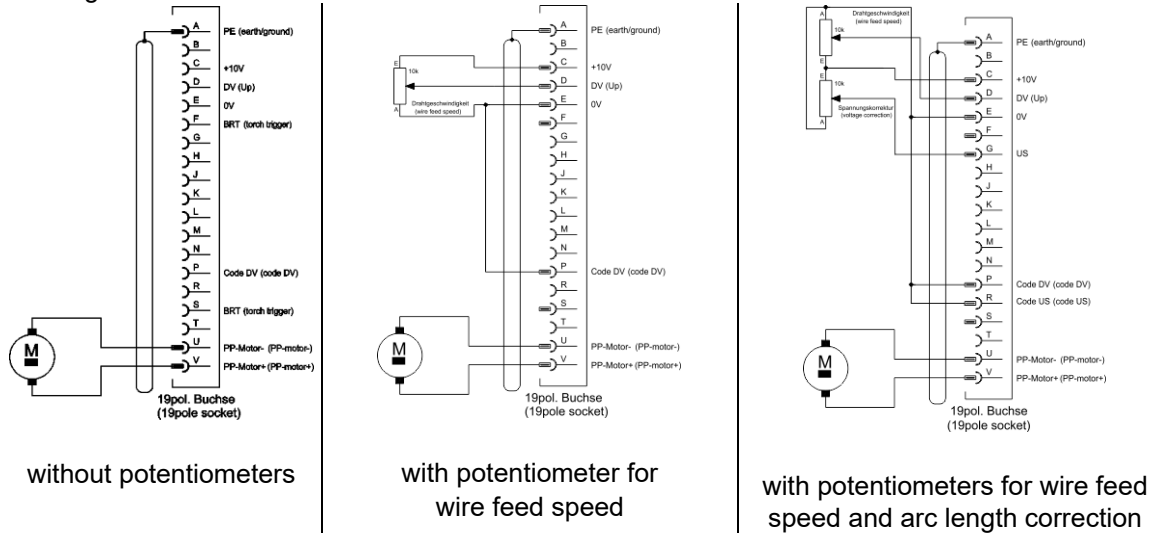 A PE (earth/ground)
B
C +10V
D DV (Up)
E 0V
F BRT (torch trigger)
G
H
J
K
L
M
N
P Code DV (code DV)
R
S BRT (torch trigger)
T
U PP-Motor- (PP-motor-)
V PP-Motor+ (PP-motor+)
M
19pol. Buchse
(19pole socket)
without potentiometers
A PE (earth/ground)
B
C +10V
D DV (Up)
E 0V
F
G
H
J
K
L
M
N
P Code DV (code DV)
R
S
T
U PP-Motor- (PP-motor-)
V PP-Motor+ (PP-motor+)
E
10k
A
Drahtgeschwindigkeit
(wire feed speed)
M
19pol. Buchse
(19pole socket)
with potentiometer for
wire feed speed
A
Drahtgeschwindigkeit
(wire feed speed)
10k
E
E
10k
Spannungskorrektur
(voltage correction)
A
A PE (earth/ground)
B
C +10V
D DV (Up)
E 0V
F
G US
H
J
K
L
M
N
P Code DV (code DV)
R Code US (code US)
S
T
U PP-Motor- (PP-motor-)
V PP-Motor+ (PP-motor+)
M
19pol. Buchse
(19pole socket)
with potentiometers for wire feed
speed and arc length correction